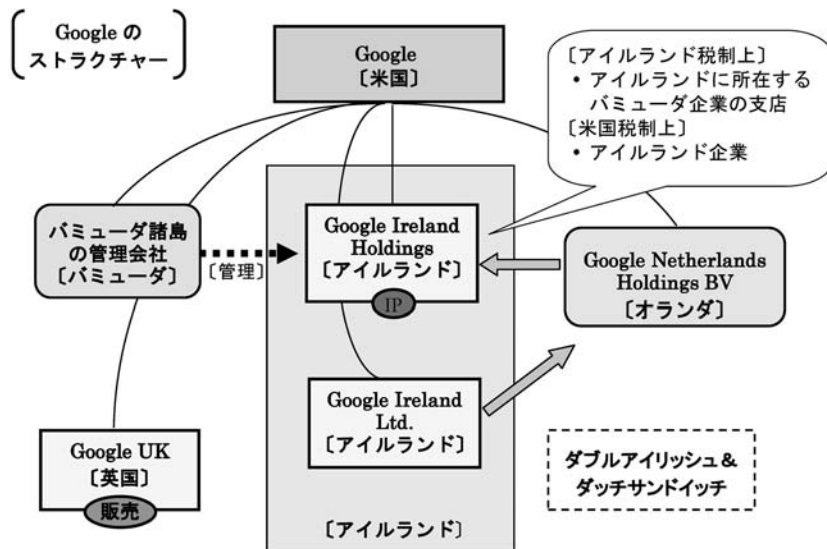 Google の
ストラクチャー
Google
〔米国〕
〔アイルランド税制上〕
・アイルランドに所在する
バミューダ企業の支店
〔米国税制上〕
・アイルランド企業
バミューダ諸島
の管理会社
〔バミューダ〕
〔管理〕
Google Ireland
Holdings
〔アイルランド〕
IP
Google Netherlands
Holdings BV
〔オランダ〕
Google Ireland
Ltd.
〔アイルランド〕
Google UK
〔英国〕
販売
〔アイルランド〕
ダブルアイリッシュ＆
ダッチサンドイッチ